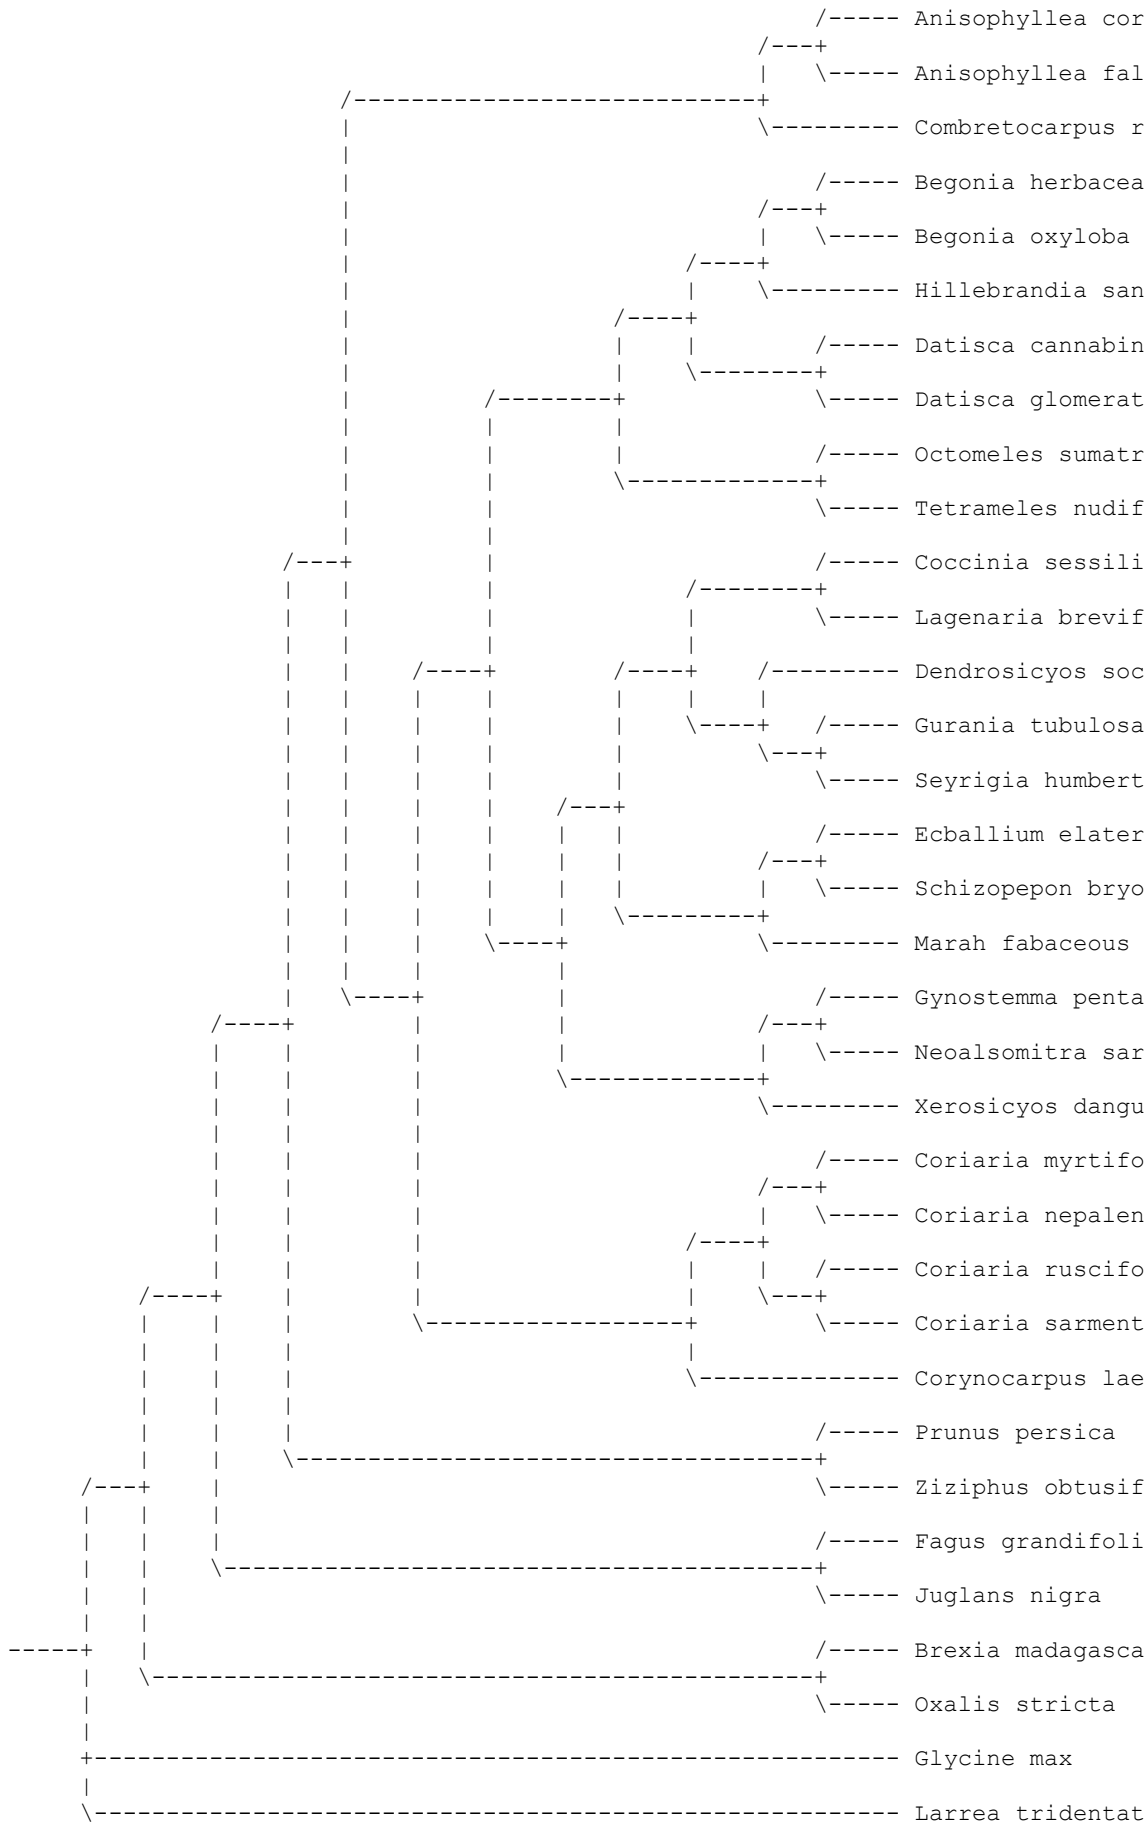 Anisophyllea cor
Anisophyllea fal
Combretocarpus r
Begonia herbacea
Begonia oxyloba
Hillebrandia san
Datisca cannabin
Datisca glomerat
Octomeles sumatr
Tetrameles nudif
Coccinia sessili
Lagenaria brevif
Dendrosicyos soc
Gurania tubulosa
Seyrigia humbert
Ecballium elater
Schizopepon bryo
Marah fabaceous
Gynostemma penta
Neoalsomitra sar
Xerosicyos dangu
Coriaria myrtifo
Coriaria nepalen
Coriaria ruscifo
Coriaria sarment
Corynocarpus lae
Prunus persica
Ziziphus obtusif
Fagus grandifoli
Juglans nigra
Brexia madagasca
Oxalis stricta
Glycine max
Larrea tridentat